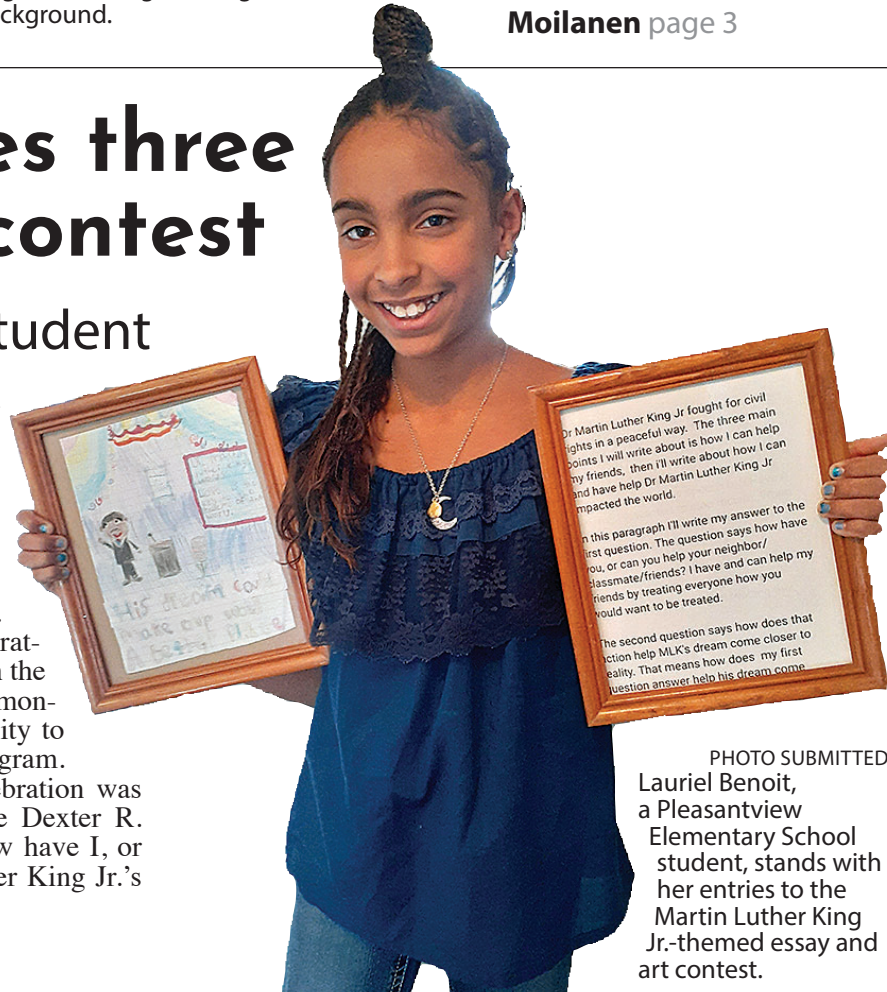 ckground.
Moilanen page 3
es three
contest
tudent
rat-
the
mon-
ity to
gram.
bration was
e Dexter R.
w have I, or
er King Jr.'s
His dream
make our world
Dr Martin Luther King Jr fought for civil
rights in a peaceful way. The three main
points I will write about is how I can help
my friends, then i'll write about how I can
and have help Dr Martin Luther King Jr
impacted the world.
In this paragraph I'll write my answer to the
first question. The question says how have
you, or can you help your neighbor/
classmate/friends? I have and can help my
friends by treating everyone how you
would want to be treated.
The second question says how does that
action help MLK's dream come closer to
reality. That means how does my first
question answer help his dream come
PHOTO SUBMITTED
Lauriel Benoit,
a Pleasantview
Elementary School
student, stands with
her entries to the
Martin Luther King
Jr.-themed essay and
art contest.